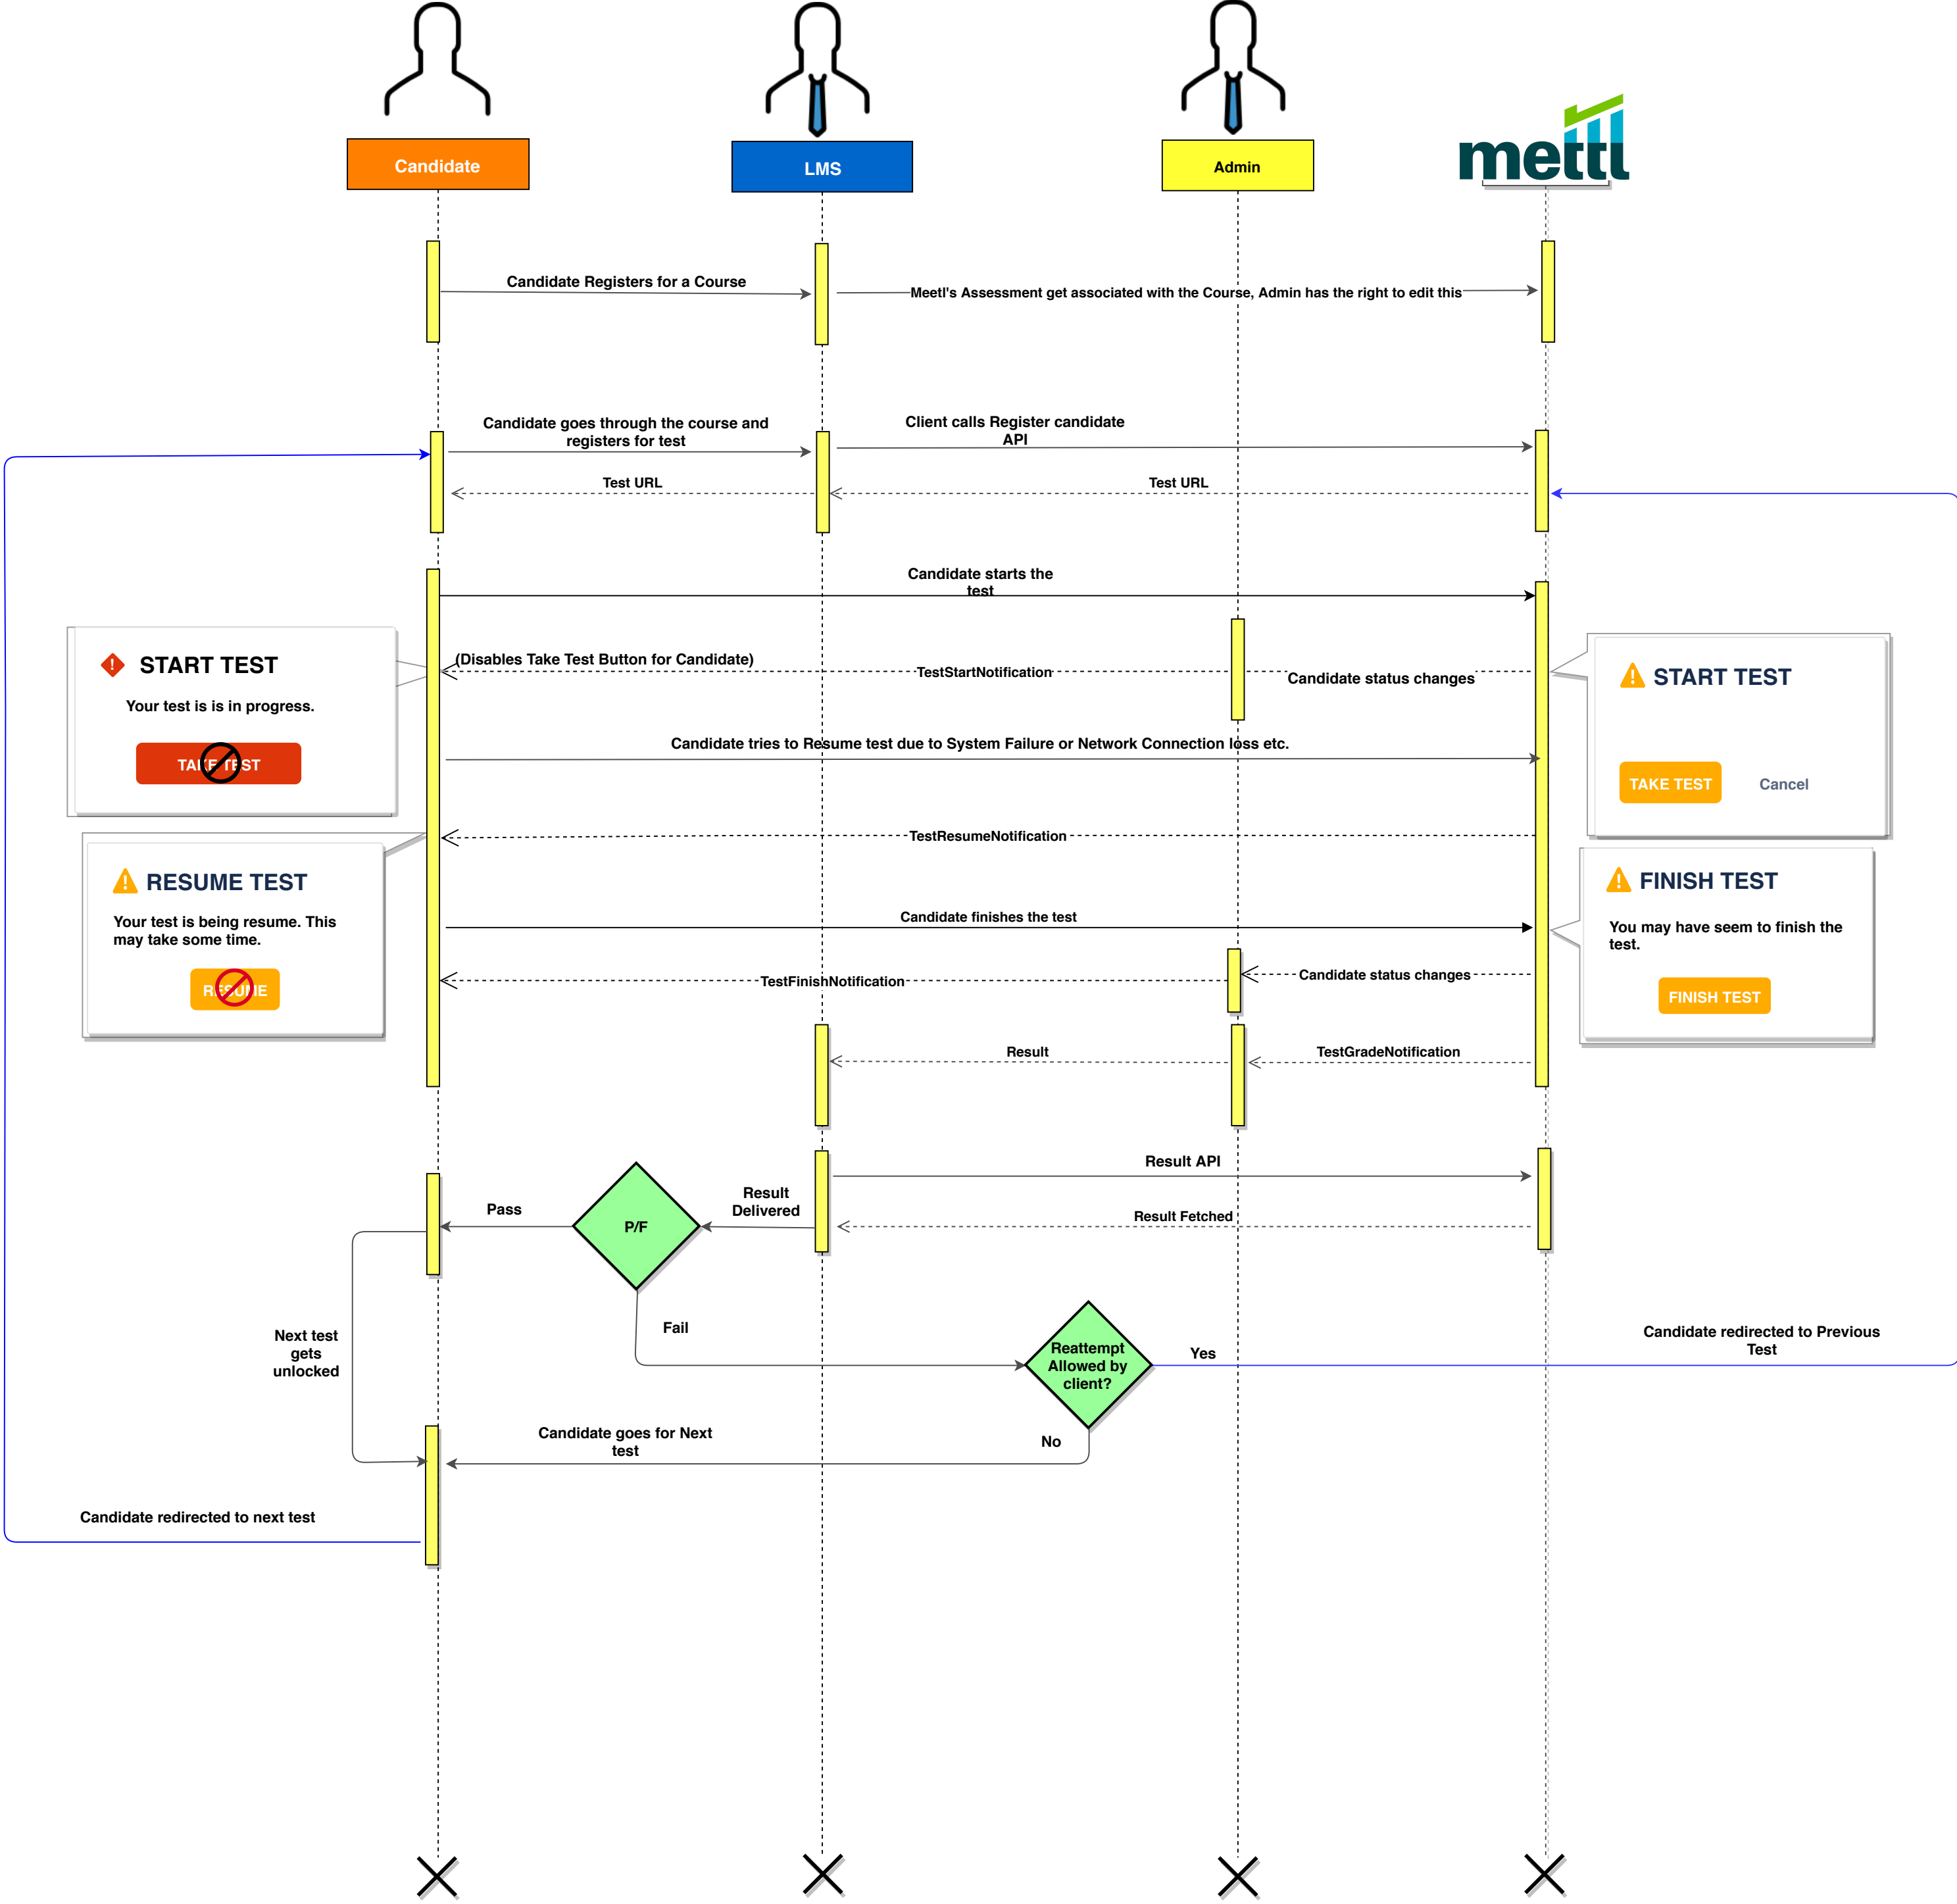 Candidate
LMS
Admin
mettl
Candidate Registers for a Course
Meetl's Assessment get associated with the Course, Admin has the right to edit this
Candidate goes through the course and
registers for test
Client calls Register candidate
API
Test URL
Test URL
Candidate starts the
test
(Disables Take Test Button for Candidate)
TestStartNotification
Candidate status changes
START TEST
Your test is is in progress.
TAKE TEST
START TEST
TAKE TEST
Cancel
Candidate tries to Resume test due to System Failure or Network Connection loss etc.
TestResumeNotification
RESUME TEST
Your test is being resume. This
may take some time.
RESUME
FINISH TEST
You may have seem to finish the
test.
FINISH TEST
Candidate finishes the test
TestFinishNotification
Candidate status changes
Result
TestGradeNotification
Result API
Result Fetched
Result
Delivered
P/F
Pass
Fail
Next test
gets
unlocked
Reattempt
Allowed by
client?
Yes
Candidate redirected to Previous
Test
No
Candidate goes for Next
test
Candidate redirected to next test